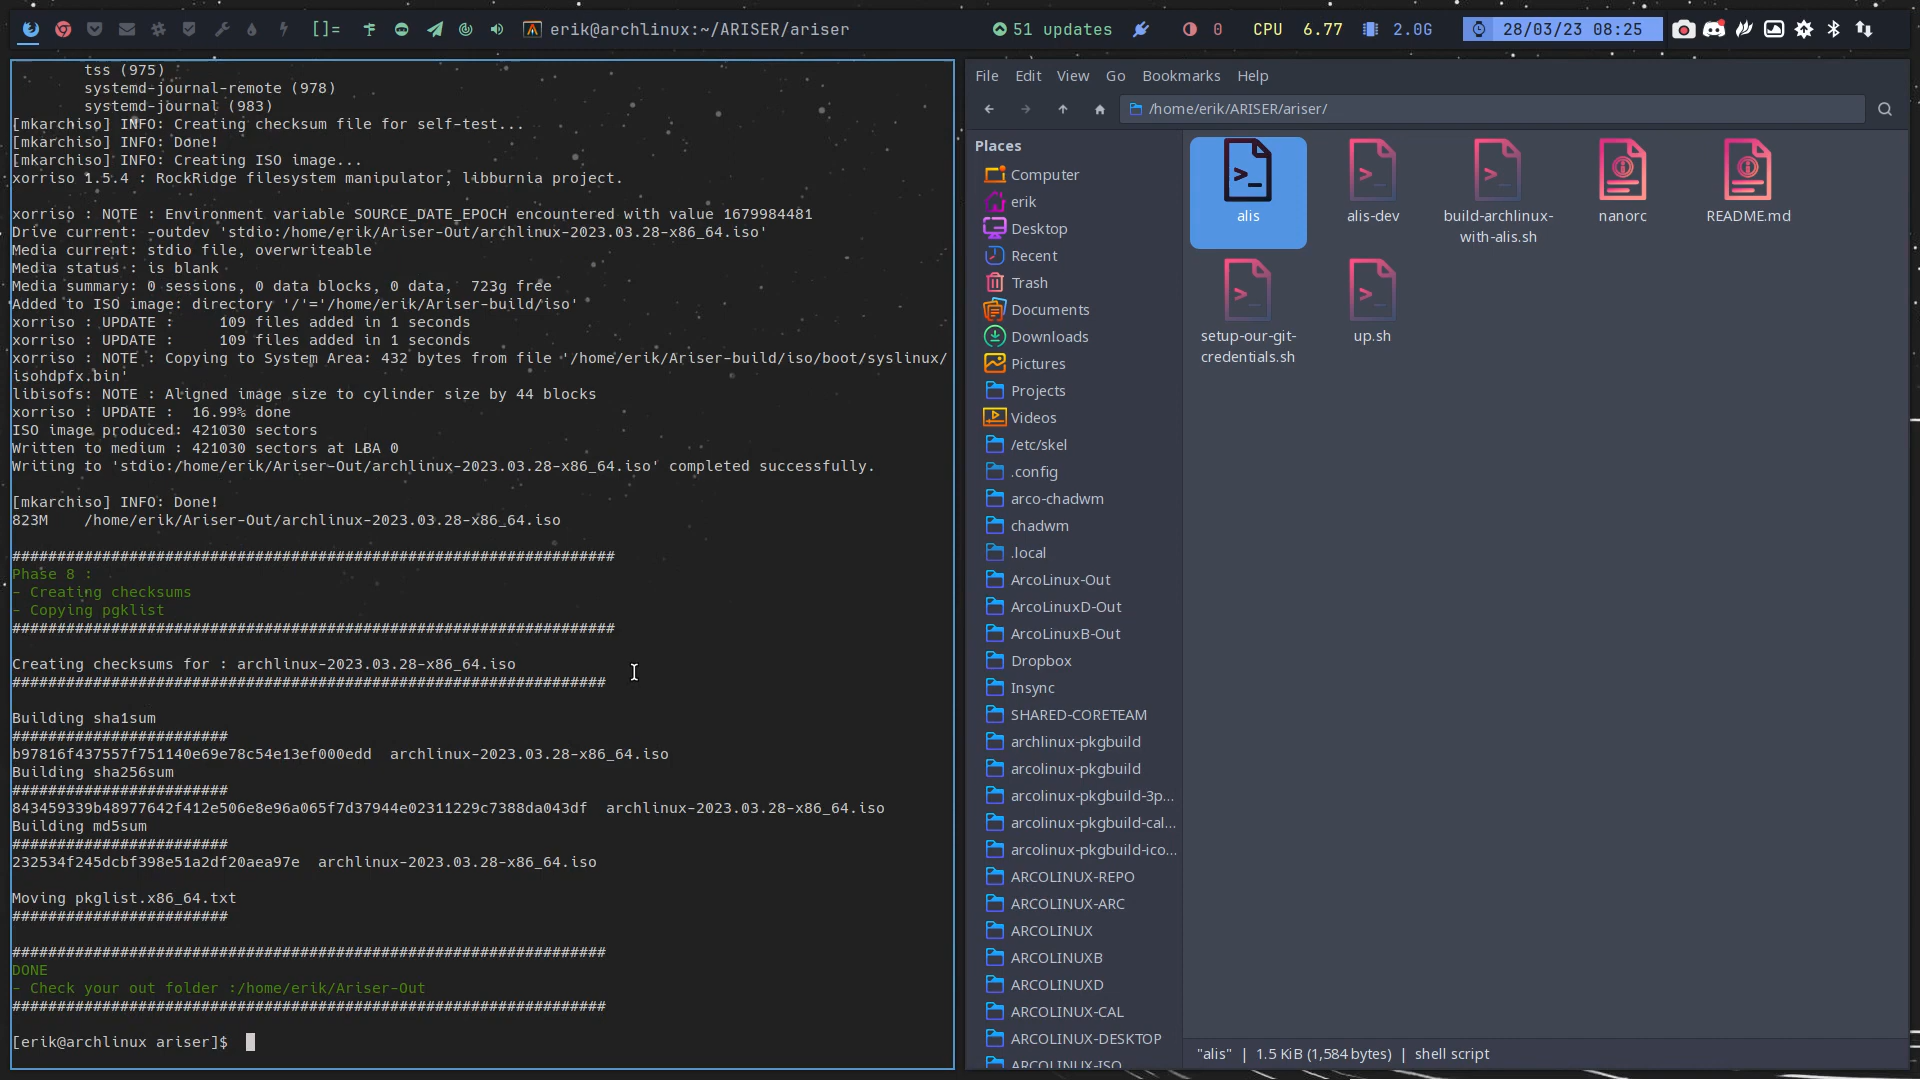 []=
erik@archlinux:~/ARISER/ariser
51 updates
0
CPU 6.77
2.0G
28/03/23 08:25
tss (975)
systemd-journal-remote (978)
systemd-journal (983)
[mkarchiso] INFO: Creating checksum file for self-test...
[mkarchiso] INFO: Done!
[mkarchiso] INFO: Creating ISO image...
xorriso 1.5.4 : RockRidge filesystem manipulator, libburnia project.
xorriso : NOTE : Environment variable SOURCE_DATE_EPOCH encountered with value 1679984481
Drive current: -outdev 'stdio:/home/erik/Ariser-Out/archlinux-2023.03.28-x86_64.iso'
Media current: stdio file, overwriteable
Media status : is blank
Media summary: 0 sessions, 0 data blocks, 0 data,  723g free
Added to ISO image: directory '/'='/home/erik/Ariser-build/iso'
xorriso : UPDATE :     109 files added in 1 seconds
xorriso : UPDATE :     109 files added in 1 seconds
xorriso : NOTE : Copying to System Area: 432 bytes from file '/home/erik/Ariser-build/iso/boot/syslinux/
isohdpfx.bin'
libisofs: NOTE : Aligned image size to cylinder size by 44 blocks
xorriso : UPDATE :  16.99% done
ISO image produced: 421030 sectors
Written to medium : 421030 sectors at LBA 0
Writing to 'stdio:/home/erik/Ariser-Out/archlinux-2023.03.28-x86_64.iso' completed successfully.
[mkarchiso] INFO: Done!
823M    /home/erik/Ariser-Out/archlinux-2023.03.28-x86_64.iso
###################################################################
Phase 8 :
- Creating checksums
- Copying pgklist
###################################################################
Creating checksums for : archlinux-2023.03.28-x86_64.iso
##################################################################
Building sha1sum
########################
b97816f437557f751140e69e78c54e13ef000edd  archlinux-2023.03.28-x86_64.iso
Building sha256sum
########################
843459339b48977642f412e506e8e96a065f7d37944e02311229c7388da043df  archlinux-2023.03.28-x86_64.iso
Building md5sum
########################
232534f245dcbf398e51a2df20aea97e  archlinux-2023.03.28-x86_64.iso
Moving pkglist.x86_64.txt
########################
##################################################################
DONE
- Check your out folder :/home/erik/Ariser-Out
##################################################################
[erik@archlinux ariser]$
File Edit View Go Bookmarks Help
/home/erik/ARISER/ariser/
Places
Computer
erik
Desktop
Recent
Trash
Documents
Downloads
Pictures
Projects
Videos
/etc/skel
.config
arco-chadwm
chadwm
.local
ArcoLinux-Out
ArcoLinuxD-Out
ArcoLinuxB-Out
Dropbox
Insync
SHARED-CORETEAM
archlinux-pkgbuild
arcolinux-pkgbuild
arcolinux-pkgbuild-3p...
arcolinux-pkgbuild-cal...
arcolinux-pkgbuild-ico...
ARCOLINUX-REPO
ARCOLINUX-ARC
ARCOLINUX
ARCOLINUXB
ARCOLINUXD
ARCOLINUX-CAL
ARCOLINUX-DESKTOP
ARCOLINUX-ISO
alis
alis-dev
build-archlinux-
with-alis.sh
nanorc
README.md
setup-our-git-
credentials.sh
up.sh
"alis" | 1.5 KiB (1,584 bytes) | shell script